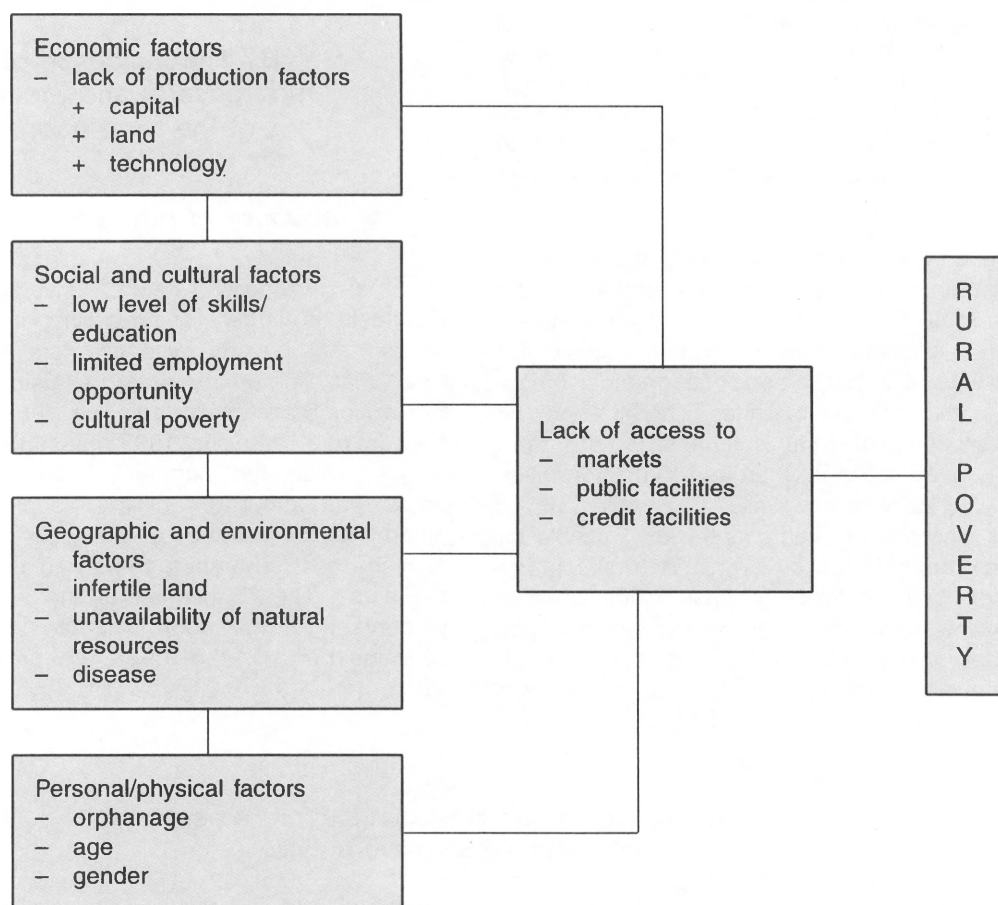 Economic factors
– lack of production factors
+ capital
+ land
+ technology
Social and cultural factors
– low level of skills/
education
– limited employment
opportunity
– cultural poverty
Geographic and environmental
factors
– infertile land
– unavailability of natural
resources
– disease
Personal/physical factors
– orphanage
– age
– gender
Lack of access to
– markets
– public facilities
– credit facilities
RURAL POVERTY